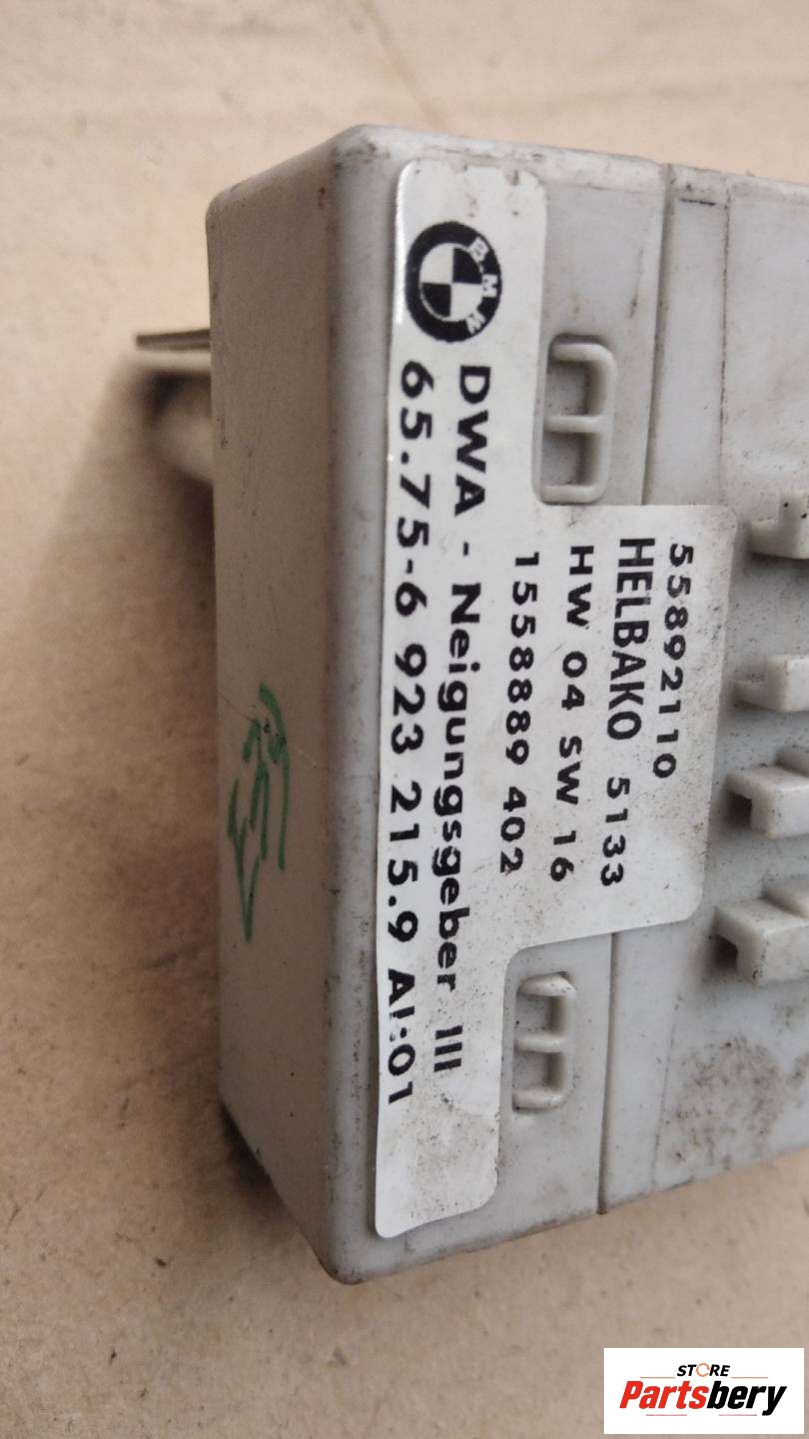 BMW
DWA - Neigungsgeber III
65.75-6 923 215.9 AI:01
55892110
HELBAKO 5133
HW 04 SW 16
1558889 402
STORE
Partsbery